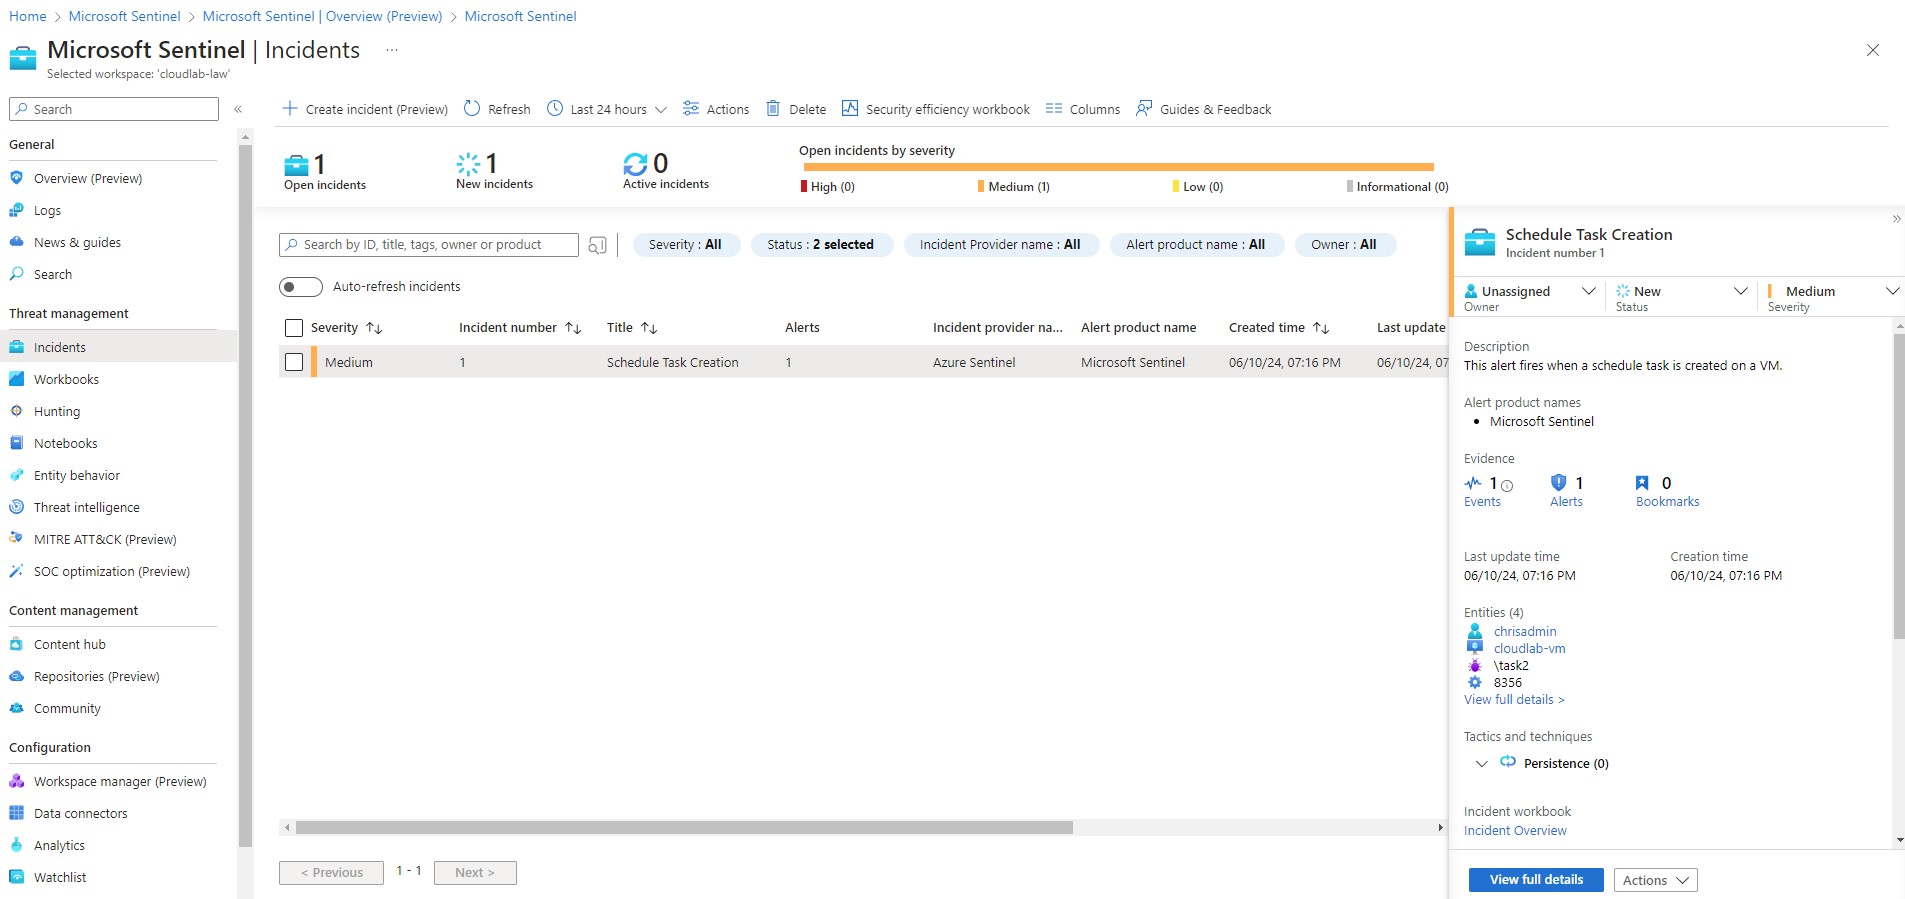 Home > Microsoft Sentinel > Microsoft Sentinel | Overview (Preview) > Microsoft Sentinel
Microsoft Sentinel | Incidents ...
Selected workspace: 'cloudlab-law'
Search «
General
Overview (Preview)
Logs
News & guides
Search
Threat management
Incidents
Workbooks
Hunting
Notebooks
Entity behavior
Threat intelligence
MITRE ATT&CK (Preview)
SOC optimization (Preview)
Content management
Content hub
Repositories (Preview)
Community
Configuration
Workspace manager (Preview)
Data connectors
Analytics
Watchlist
Create incident (Preview) Refresh Last 24 hours Actions Delete Security efficiency workbook Columns Guides & Feedback
1 Open incidents
1 New incidents
0 Active incidents
Open incidents by severity
High (0) Medium (1) Low (0) Informational (0)
Search by ID, title, tags, owner or product Severity : All Status : 2 selected Incident Provider name : All Alert product name : All Owner : All
Auto-refresh incidents
Severity ↑↓ Incident number ↑↓ Title ↑↓ Alerts Incident provider na... Alert product name Created time ↑↓ Last update
Medium 1 Schedule Task Creation 1 Azure Sentinel Microsoft Sentinel 06/10/24, 07:16 PM 06/10/24, 07
< Previous 1 - 1 Next >
»
Schedule Task Creation
Incident number 1
Unassigned New Medium
Owner Status Severity
Description
This alert fires when a schedule task is created on a VM.
Alert product names
• Microsoft Sentinel
Evidence
1 1 0
Events Alerts Bookmarks
Last update time Creation time
06/10/24, 07:16 PM 06/10/24, 07:16 PM
Entities (4)
chrisadmin
cloudlab-vm
\task2
8356
View full details >
Tactics and techniques
Persistence (0)
Incident workbook
Incident Overview
View full details Actions